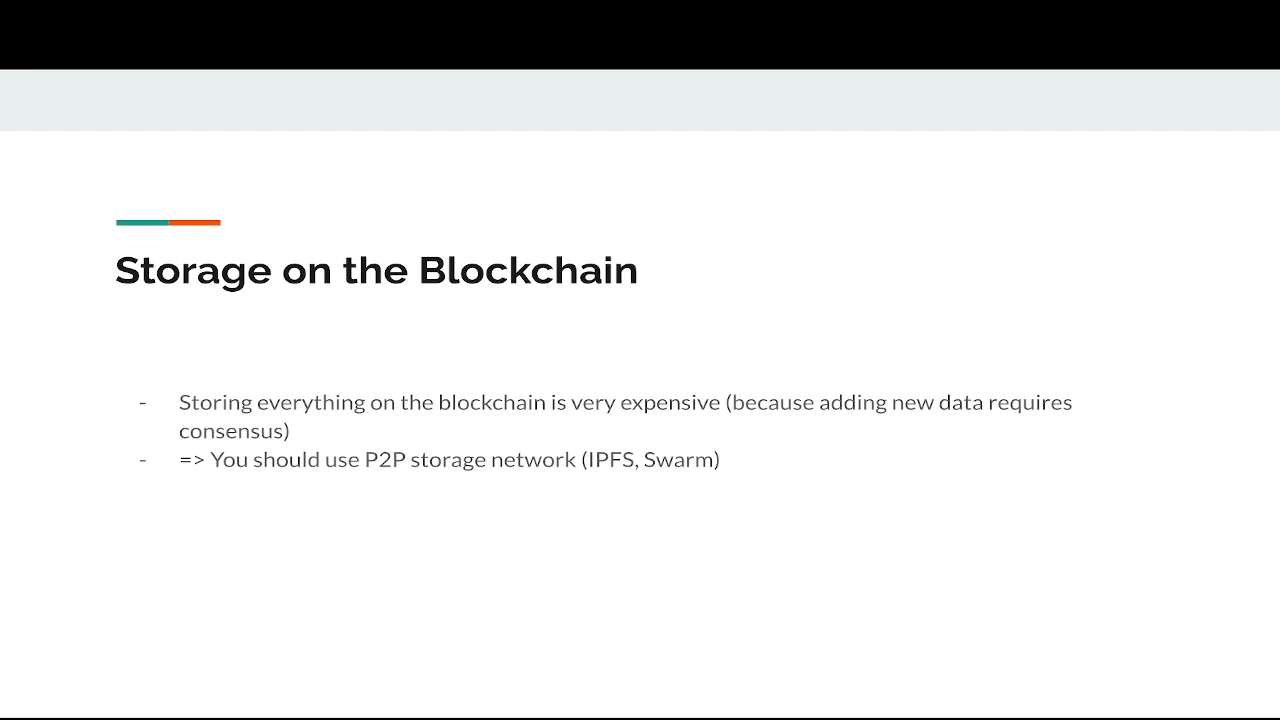 Storage on the Blockchain
- Storing everything on the blockchain is very expensive (because adding new data requires
consensus)
- => You should use P2P storage network (IPFS, Swarm)